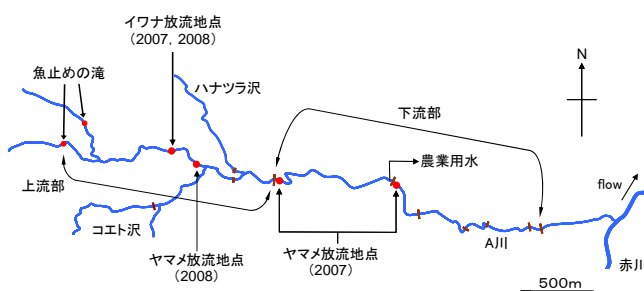 イワナ放流地点
(2007, 2008)
魚止めの滝
ハナツラ沢
N
下流部
農業用水
flow
上流部
コエト沢
ヤマメ放流地点
(2008)
ヤマメ放流地点
(2007)
A川
赤川
500m